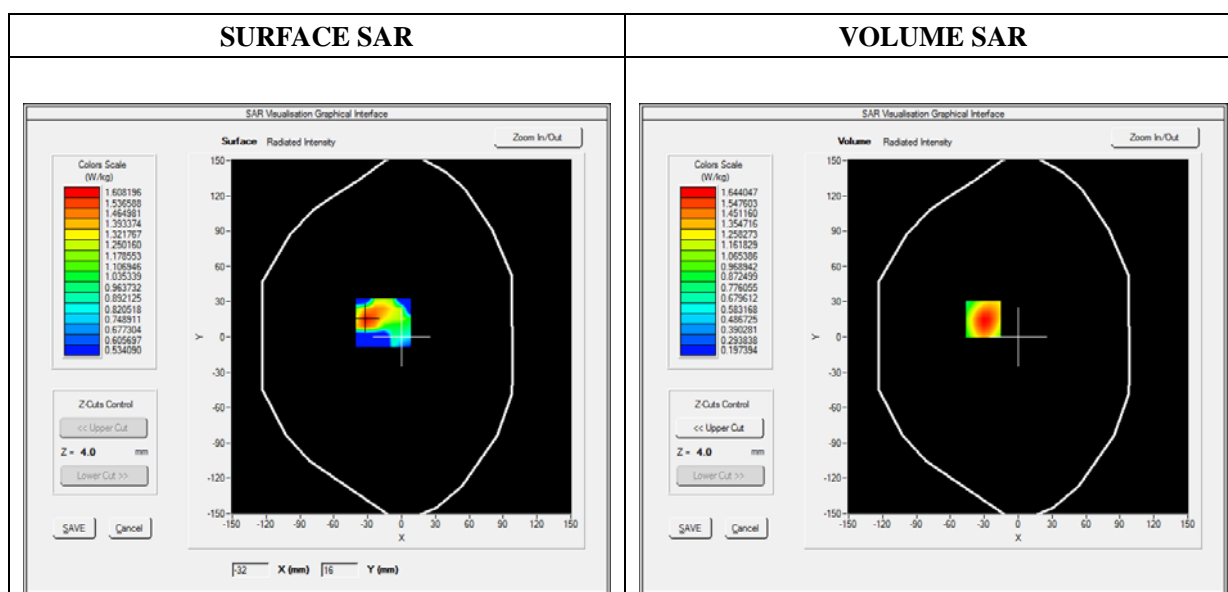 SURFACE SAR
VOLUME SAR
SAR Visualisation Graphical Interface
Surface Radiated Intensity
Zoom In/Out
Colors Scale
(W/kg)
1.608196
1.536588
1.464981
1.393374
1.321767
1.250160
1.178553
1.106946
1.035339
0.963732
0.892125
0.820518
0.748911
0.677304
0.605697
0.534090
150
120
90
60
30
0
-30
-60
-90
-120
-150
Y
-150 -120 -90 -60 -30 0 30 60 90 120 150
X
Z-Cuts Control
<< Upper Cut
Z = 4.0 mm
Lower Cut >>
SAVE Cancel
-32 X (mm) 16 Y (mm)
SAR Visualisation Graphical Interface
Volume Radiated Intensity
Zoom In/Out
Colors Scale
(W/kg)
1.644047
1.547603
1.451160
1.354716
1.258273
1.161829
1.065386
0.968942
0.872499
0.776055
0.679612
0.583168
0.486725
0.390281
0.293838
0.197394
150
120
90
60
30
0
-30
-60
-90
-120
-150
Y
-150 -120 -90 -60 -30 0 30 60 90 120 150
X
Z-Cuts Control
<< Upper Cut
Z = 4.0 mm
Lower Cut >>
SAVE Cancel